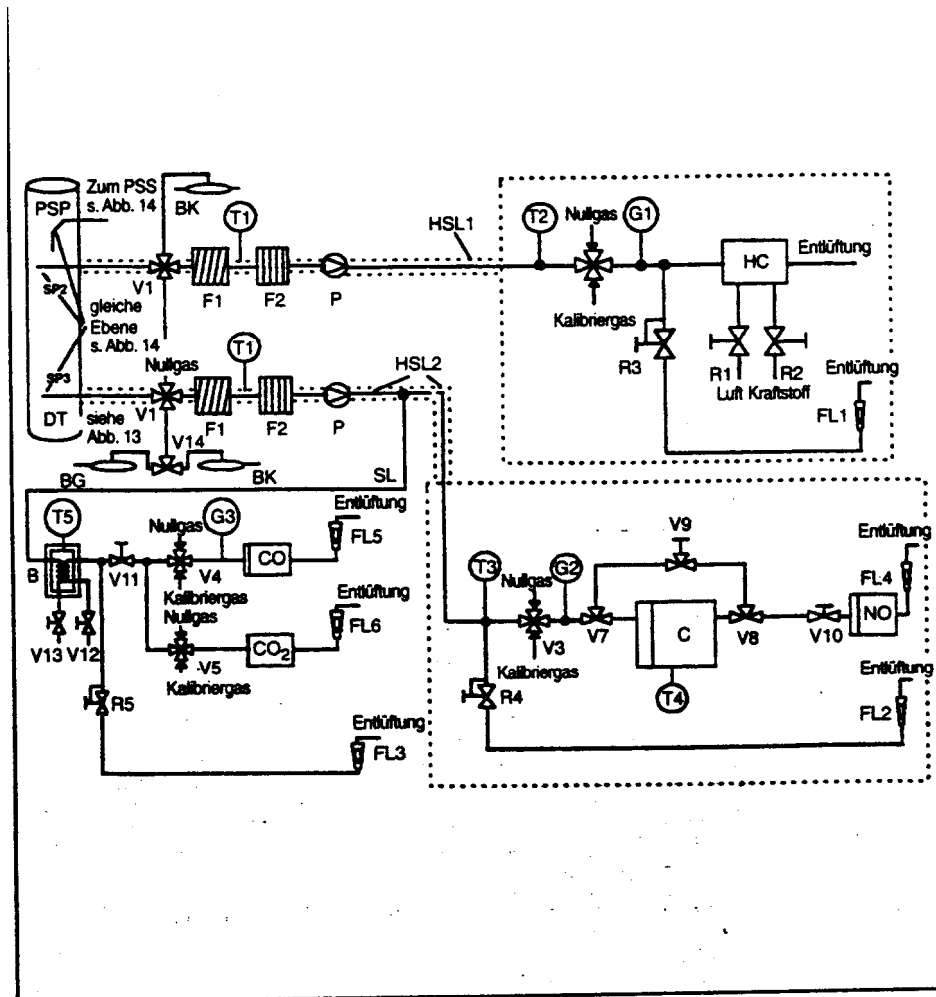 Zum PSS
s. Abb. 14
PSP
BK
T1
HSL1
T2
Nullgas
G1
Entlüftung
HC
SP2
V1
F1
F2
P
gleiche
Ebene
s. Abb. 14
Kalibriergas
R3
R1
R2
Luft Kraftstoff
Nullgas
T1
HSL2
SP3
Entlüftung
FL1
DT
siehe
Abb. 13
V1
F1
F2
P
V14
BG
BK
SL
Entlüftung
T5
Nullgas
G3
FL5
CO
B
V11
V4
Kalibriergas
Nullgas
Entlüftung
FL6
CO2
V13
V12
V5
Kalibriergas
R5
Entlüftung
FL3
V9
Entlüftung
T3
Nullgas
G2
FL4
NO
C
V3
V7
V8
V10
Kalibriergas
R4
T4
Entlüftung
FL2